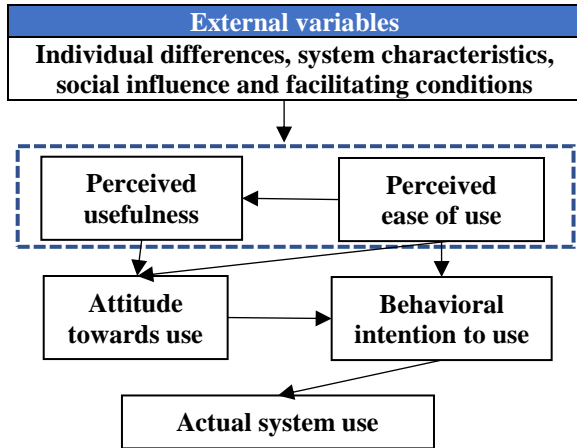 External variables
Individual differences, system characteristics,
social influence and facilitating conditions
Perceived
usefulness
Perceived
ease of use
Attitude
towards use
Behavioral
intention to use
Actual system use